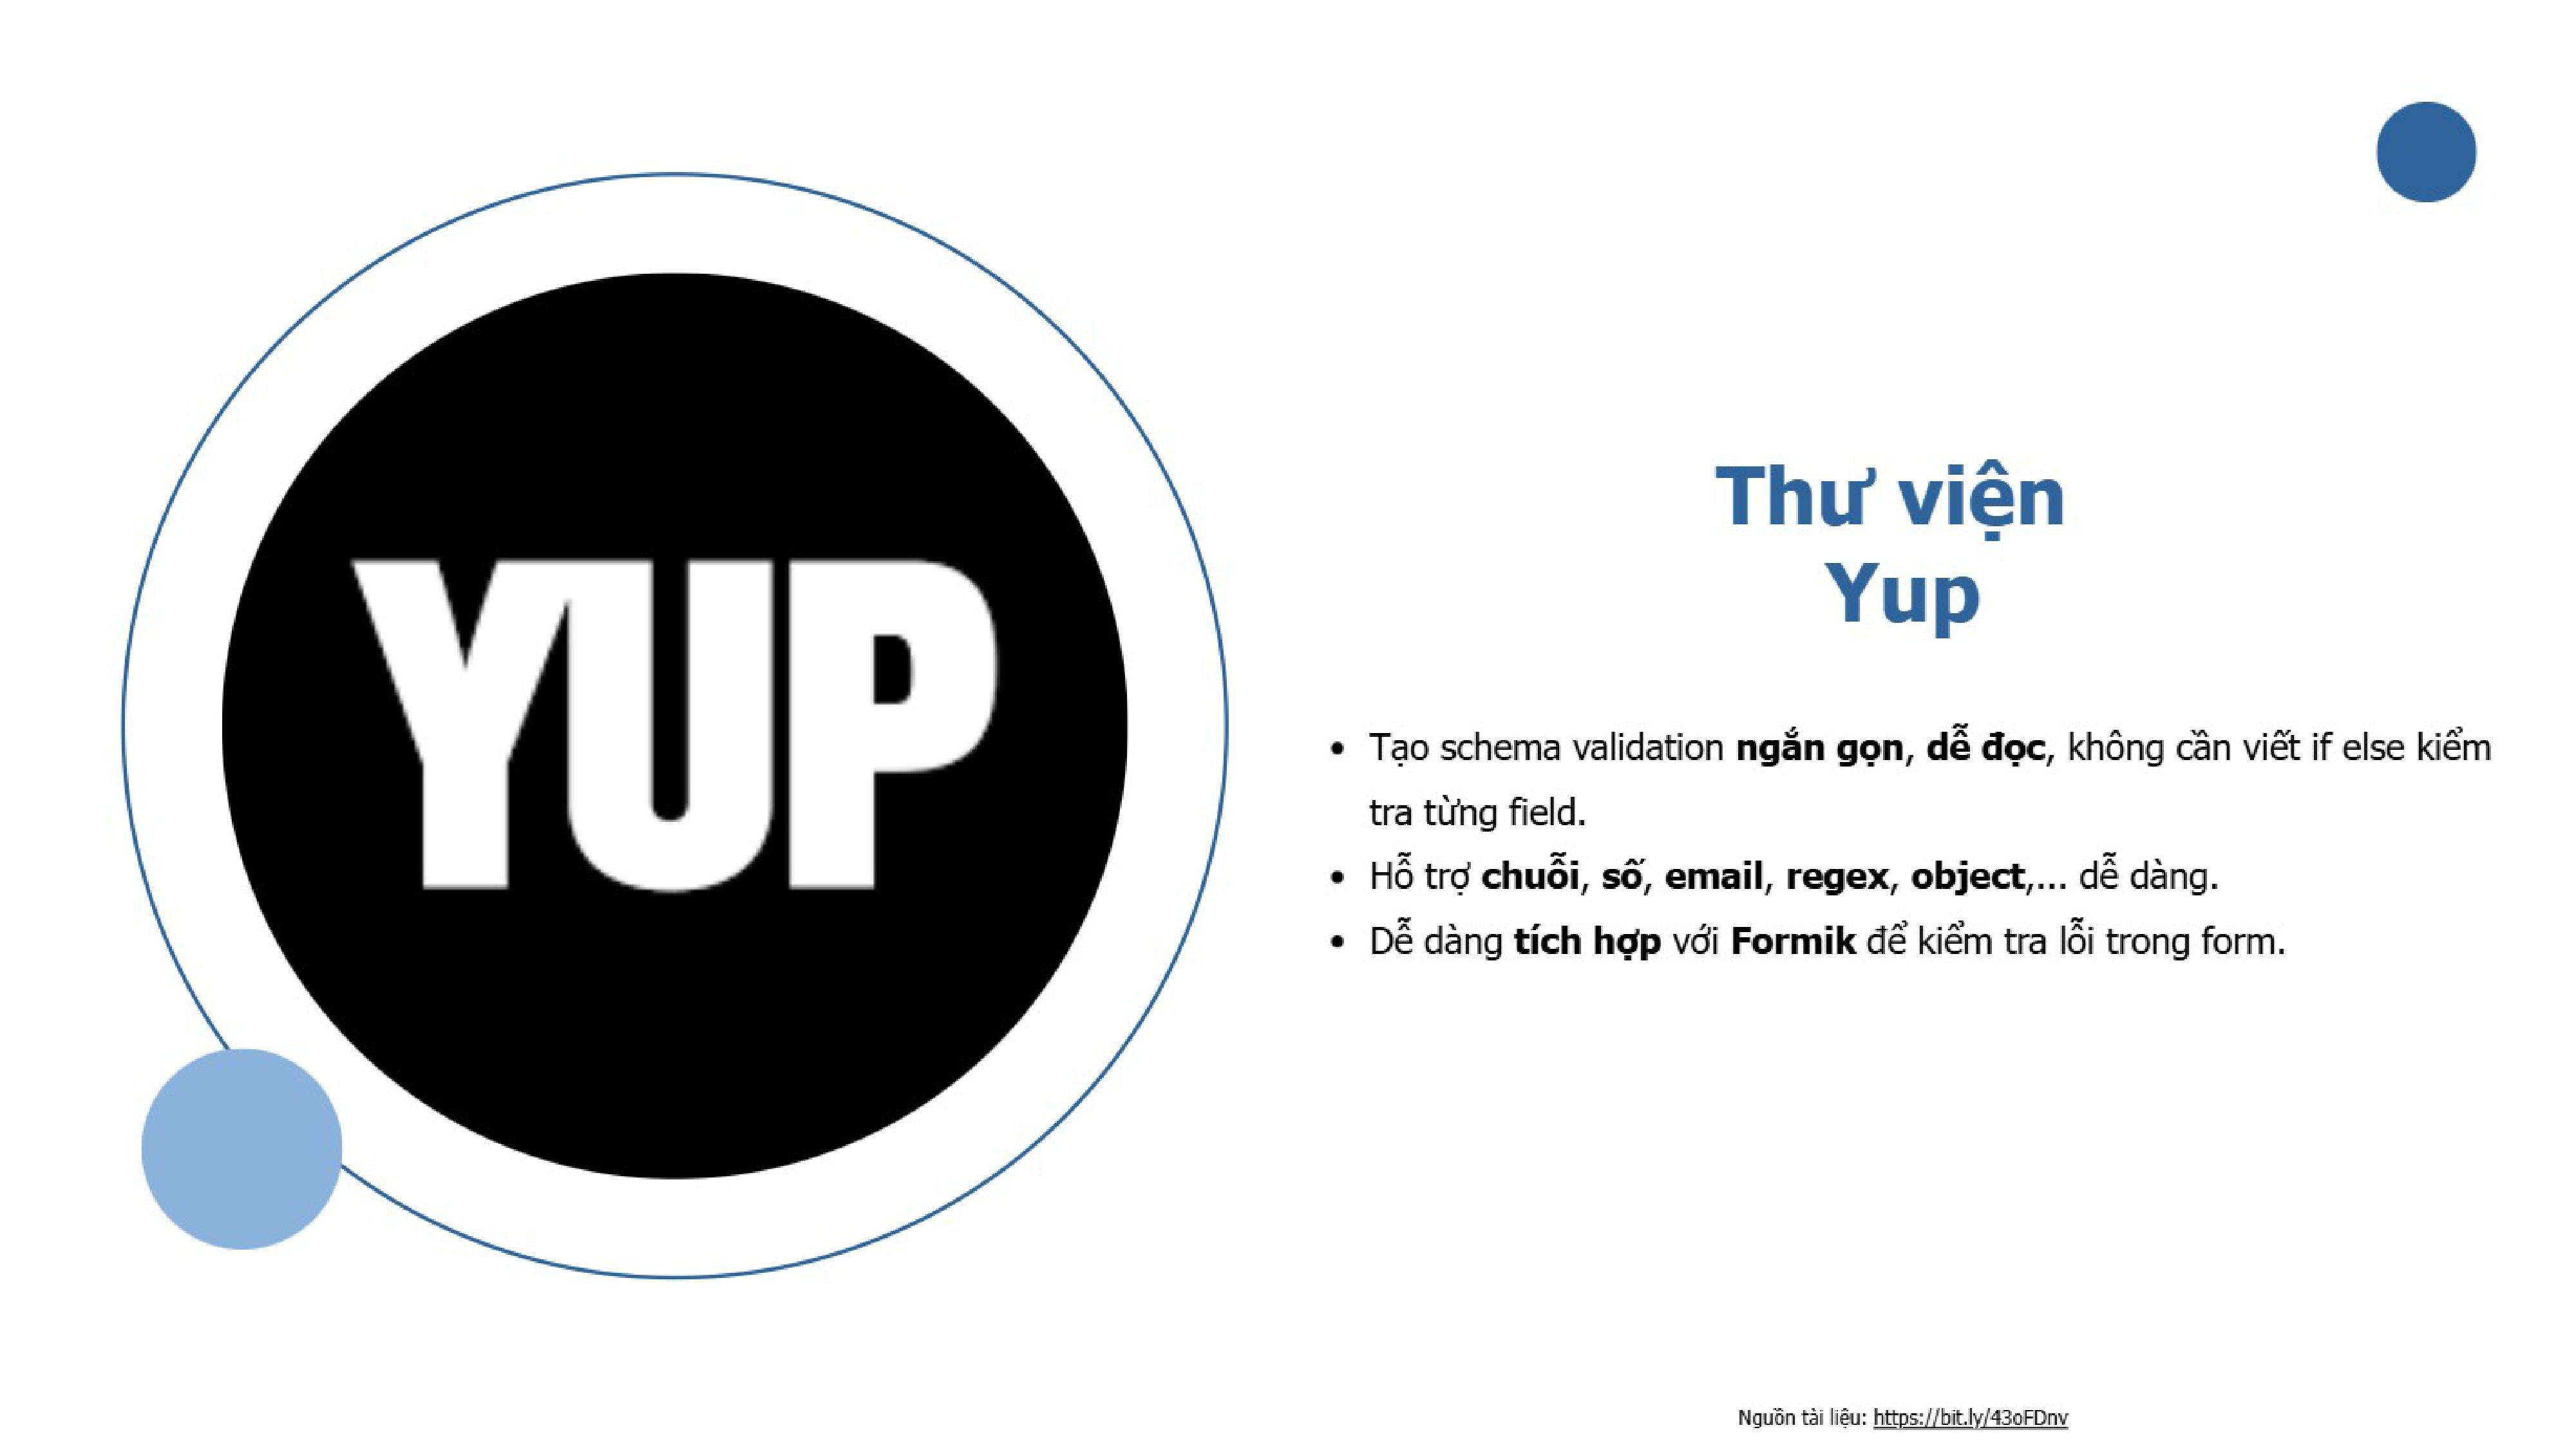 YUP
Thư viện
Yup
• Tạo schema validation ngắn gọn, dễ đọc, không cần viết if else kiểm
tra từng field.
• Hỗ trợ chuỗi, số, email, regex, object,... dễ dàng.
• Dễ dàng tích hợp với Formik để kiểm tra lỗi trong form.
Nguồn tài liệu: https://bit.ly/43oFDnv